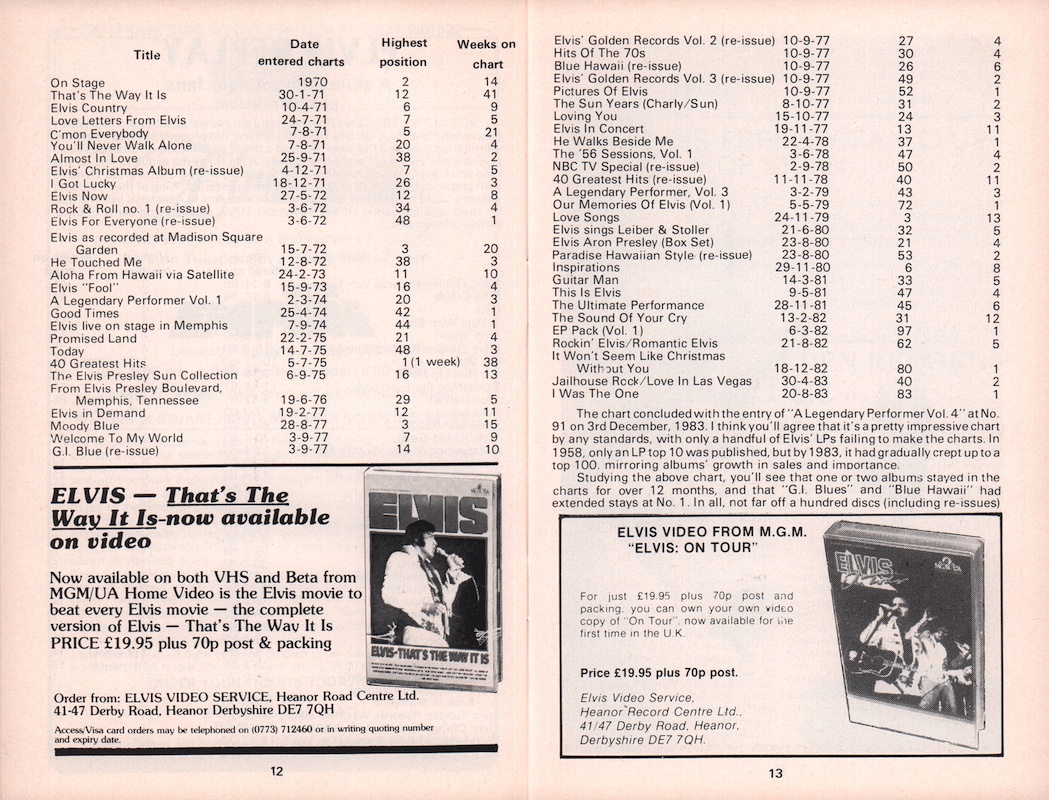 Title Date entered charts Highest position Weeks on chart
On Stage 1970 2 14
That's The Way It Is 30-1-71 12 41
Elvis Country 10-4-71 6 9
Love Letters From Elvis 24-7-71 7 5
C'mon Everybody 7-8-71 5 21
You'll Never Walk Alone 7-8-71 20 4
Almost In Love 25-9-71 38 2
Elvis' Christmas Album (re-issue) 4-12-71 7 5
I Got Lucky 18-12-71 26 3
Elvis Now 27-5-72 12 8
Rock & Roll no. 1 (re-issue) 3-6-72 34 4
Elvis For Everyone (re-issue) 3-6-72 48 1
Elvis as recorded at Madison Square
Garden 15-7-72 3 20
He Touched Me 12-8-72 38 3
Aloha From Hawaii via Satellite 24-2-73 11 10
Elvis "Fool" 15-9-73 16 4
A Legendary Performer Vol. 1 2-3-74 20 3
Good Times 25-4-74 42 1
Elvis live on stage in Memphis 7-9-74 44 1
Promised Land 22-2-75 21 4
Today 14-7-75 48 3
40 Greatest Hits 5-7-75 1 (1 week) 38
The Elvis Presley Sun Collection 6-9-75 16 13
From Elvis Presley Boulevard,
Memphis, Tennessee 19-6-76 29 5
Elvis in Demand 19-2-77 12 11
Moody Blue 28-8-77 3 15
Welcome To My World 3-9-77 7 9
G.I. Blue (re-issue) 3-9-77 14 10
ELVIS — That's The
Way It Is-now available
on video
Now available on both VHS and Beta from
MGM/UA Home Video is the Elvis movie to
beat every Elvis movie — the complete
version of Elvis — That's The Way It Is
PRICE £19.95 plus 70p post & packing
ELVIS
ELVIS-THAT'S THE WAY IT IS
Order from: ELVIS VIDEO SERVICE, Heanor Road Centre Ltd.
41-47 Derby Road, Heanor Derbyshire DE7 7QH
Access/Visa card orders may be telephoned on (0773) 712460 or in writing quoting number
and expiry date.
12
Elvis' Golden Records Vol. 2 (re-issue) 10-9-77 27 4
Hits Of The 70s 10-9-77 30 4
Blue Hawaii (re-issue) 10-9-77 26 6
Elvis' Golden Records Vol. 3 (re-issue) 10-9-77 49 2
Pictures Of Elvis 10-9-77 52 1
The Sun Years (Charly/Sun) 8-10-77 31 2
Loving You 15-10-77 24 3
Elvis In Concert 19-11-77 13 11
He Walks Beside Me 22-4-78 37 1
The '56 Sessions, Vol. 1 3-6-78 47 4
NBC TV Special (re-issue) 2-9-78 50 2
40 Greatest Hits (re-issue) 11-11-78 40 11
A Legendary Performer, Vol. 3 3-2-79 43 3
Our Memories Of Elvis (Vol. 1) 5-5-79 72 1
Love Songs 24-11-79 3 13
Elvis sings Leiber & Stoller 21-6-80 32 5
Elvis Aron Presley (Box Set) 23-8-80 21 4
Paradise Hawaiian Style (re-issue) 23-8-80 53 2
Inspirations 29-11-80 6 8
Guitar Man 14-3-81 33 5
This Is Elvis 9-5-81 47 4
The Ultimate Performance 28-11-81 45 6
The Sound Of Your Cry 13-2-82 31 12
EP Pack (Vol. 1) 6-3-82 97 1
Rockin' Elvis/Romantic Elvis 21-8-82 62 5
It Won't Seem Like Christmas
Without You 18-12-82 80 1
Jailhouse Rock/Love In Las Vegas 30-4-83 40 2
I Was The One 20-8-83 83 1
The chart concluded with the entry of "A Legendary Performer Vol. 4" at No.
91 on 3rd December, 1983. I think you'll agree that it's a pretty impressive chart
by any standards, with only a handful of Elvis' LPs failing to make the charts. In
1958, only an LP top 10 was published, but by 1983, it had gradually crept up to a
top 100, mirroring albums' growth in sales and importance.
Studying the above chart, you'll see that one or two albums stayed in the
charts for over 12 months, and that "G.I. Blues" and "Blue Hawaii" had
extended stays at No. 1. In all, not far off a hundred discs (including re-issues)
ELVIS VIDEO FROM M.G.M.
"ELVIS: ON TOUR"
For just £19.95 plus 70p post and
packing. you can own your own video
copy of "On Tour". now available for the
first time in the U.K.
Price £19.95 plus 70p post.
Elvis Video Service,
Heanor Record Centre Ltd.,
41/47 Derby Road, Heanor,
Derbyshire DE7 7QH.
ELVIS
MGM/UA
13